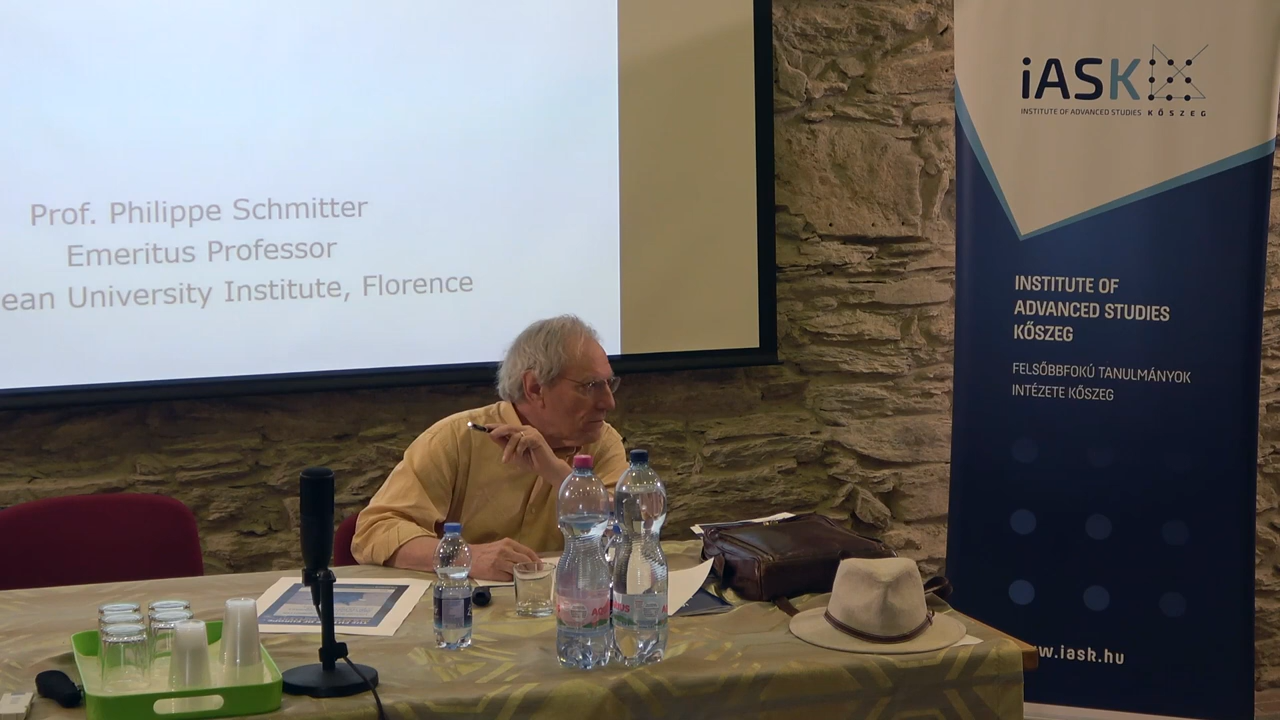 Prof. Philippe Schmitter
Emeritus Professor
ean University Institute, Florence
iASK
INSTITUTE OF ADVANCED STUDIES KŐSZEG
INSTITUTE OF
ADVANCED STUDIES
KŐSZEG
FELSŐBBFOKÚ TANULMÁNYOK
INTÉZETE KŐSZEG
w.iask.hu